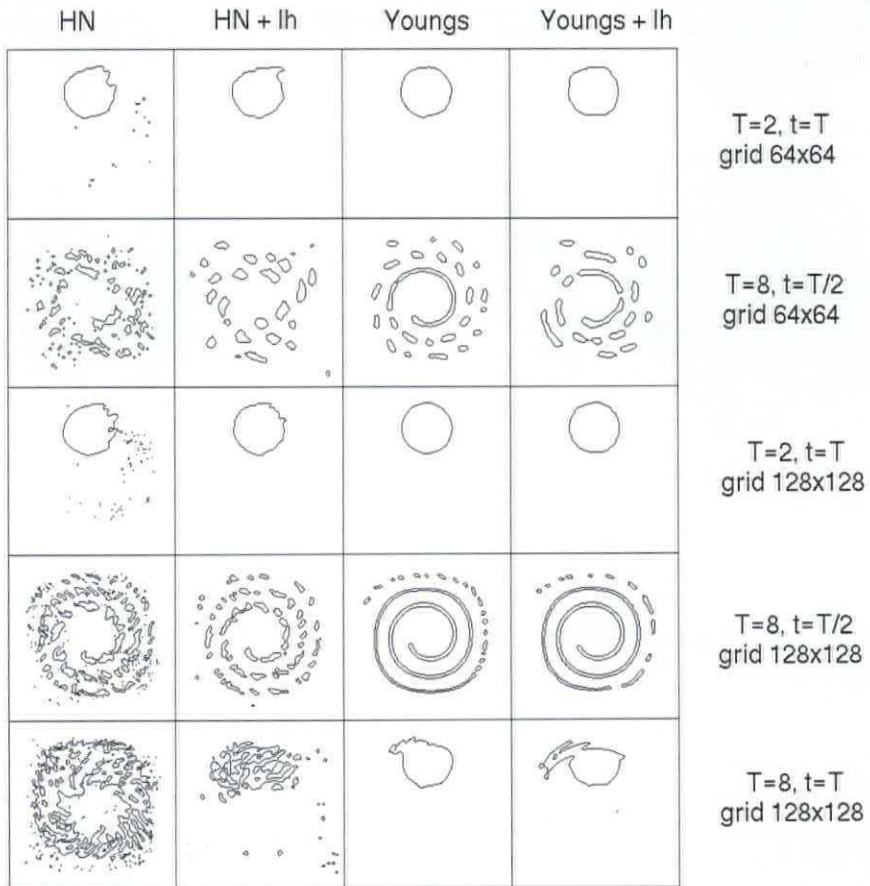 HN HN + lh Youngs Youngs + lh
T=2, t=T
grid 64x64
T=8, t=T/2
grid 64x64
T=2, t=T
grid 128x128
T=8, t=T/2
grid 128x128
T=8, t=T
grid 128x128